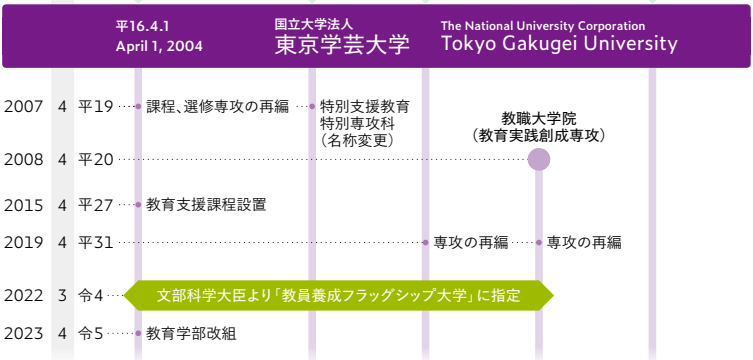 平16.4.1
April 1, 2004
国立大学法人
東京学芸大学
The National University Corporation
Tokyo Gakugei University
2007 4 平19 課程、選修専攻の再編 特別支援教育
特別専攻科
（名称変更）
教職大学院
（教育実践創成専攻）
2008 4 平20
2015 4 平27 教育支援課程設置
2019 4 平31 専攻の再編 専攻の再編
2022 3 令4 文部科学大臣より「教員養成フラッグシップ大学」に指定
2023 4 令5 教育学部改組